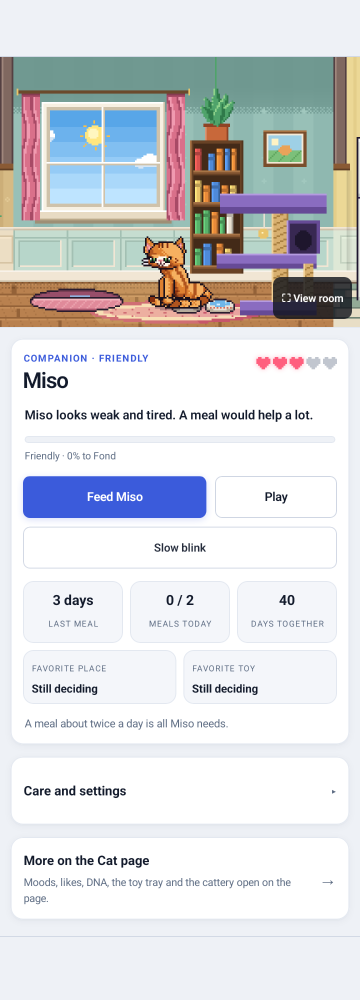 View room
COMPANION · FRIENDLY
Miso
Miso looks weak and tired. A meal would help a lot.
Friendly · 0% to Fond
Feed Miso
Play
Slow blink
3 days
LAST MEAL
0 / 2
MEALS TODAY
40
DAYS TOGETHER
FAVORITE PLACE
Still deciding
FAVORITE TOY
Still deciding
A meal about twice a day is all Miso needs.
Care and settings
More on the Cat page
Moods, likes, DNA, the toy tray and the cattery open on the
page.